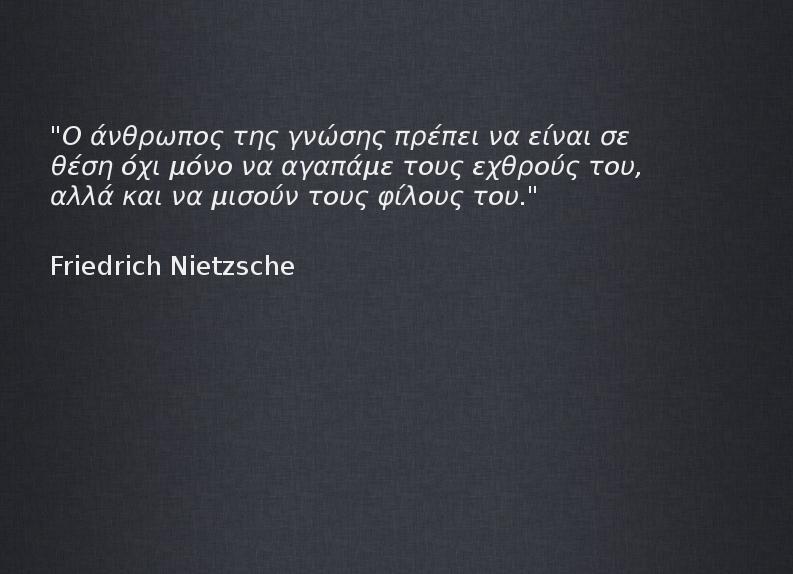 "Ο άνθρωπος της γνώσης πρέπει να είναι σε
θέση όχι μόνο να αγαπάμε τους εχθρούς του,
αλλά και να μισούν τους φίλους του."
Friedrich Nietzsche